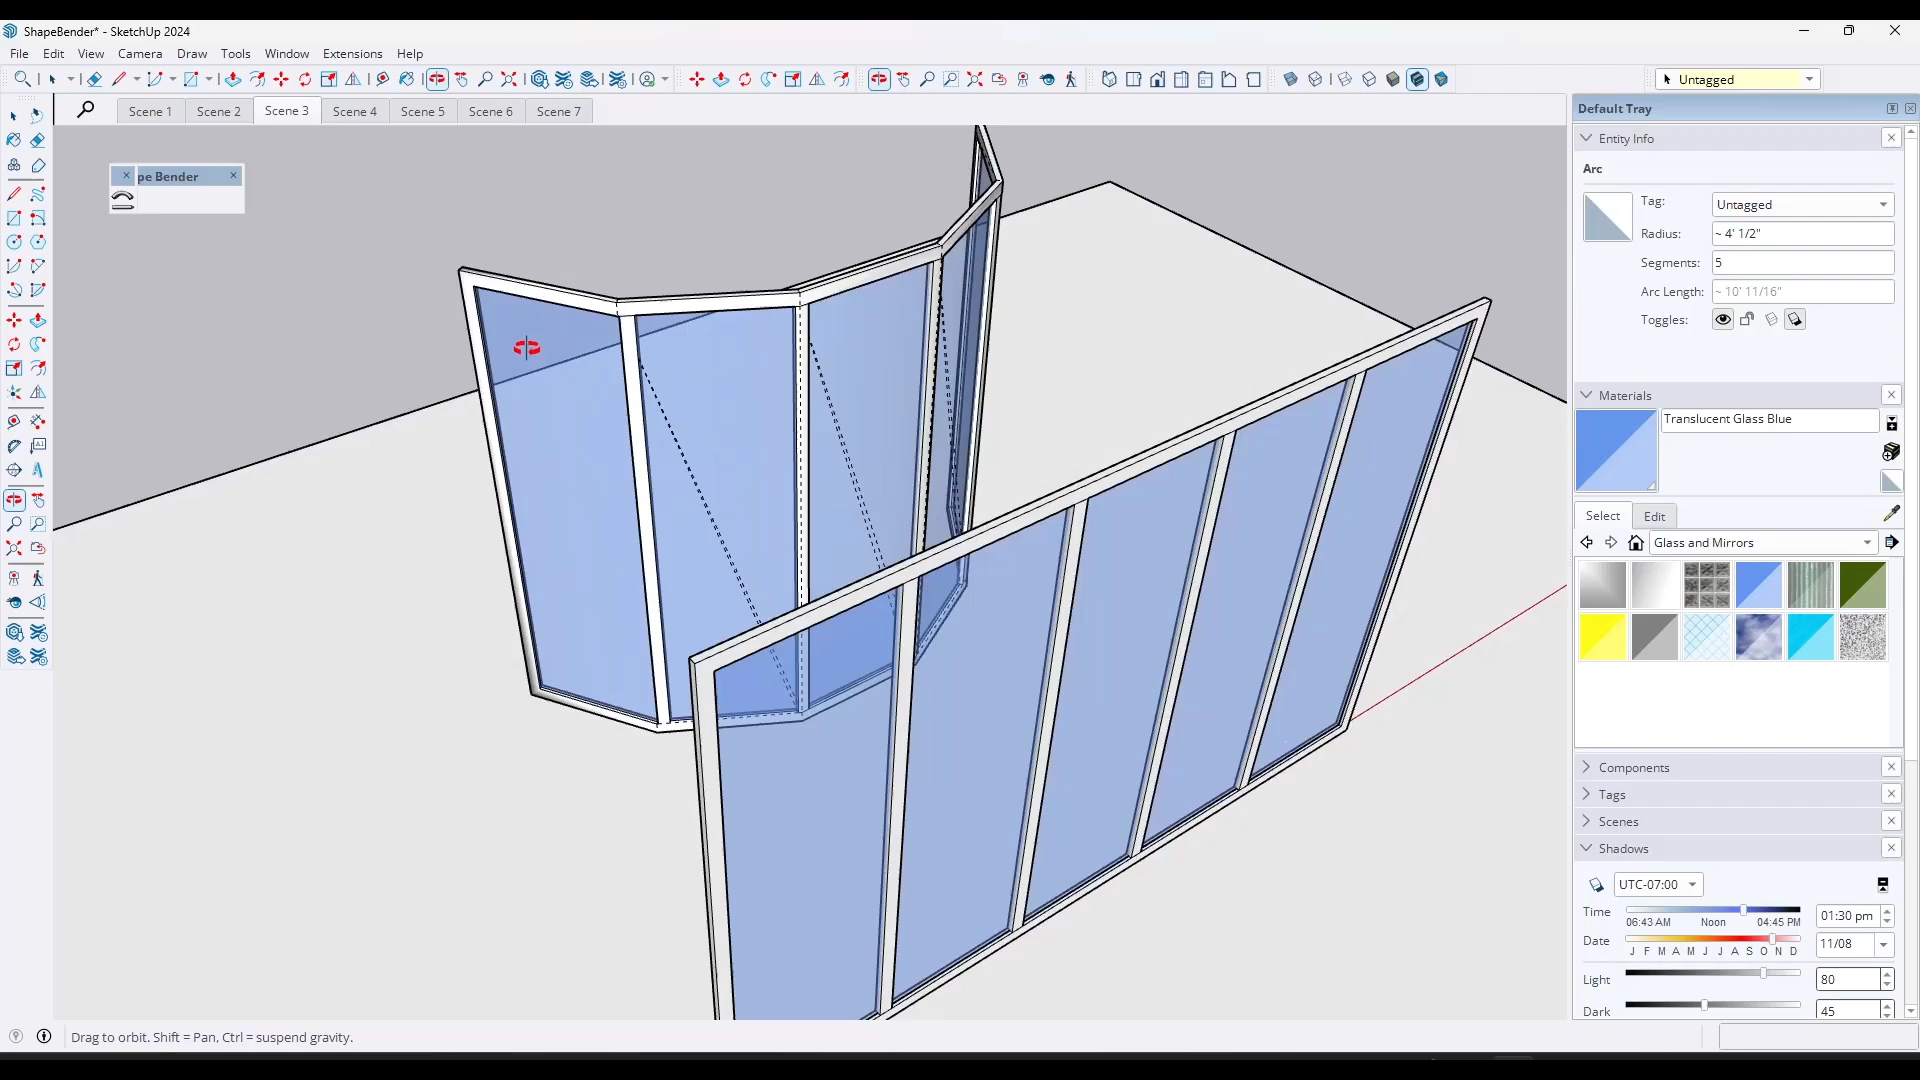 ShapeBender* - SketchUp 2024
File Edit View Camera Draw Tools Window Extensions Help
Untagged
Scene 1 Scene 2 Scene 3 Scene 4 Scene 5 Scene 6 Scene 7
pe Bender
Default Tray
Entity Info
Arc
Tag: Untagged
Radius: ~ 4' 1/2"
Segments: 5
Arc Length: ~ 10' 11/16"
Toggles:
Materials
Translucent Glass Blue
Select Edit
Glass and Mirrors
Components
Tags
Scenes
Shadows
UTC-07:00
Time 06:43 AM Noon 04:45 PM 01:30 pm
Date J F M A M J J A S O N D 11/08
Light 80
Dark 45
Drag to orbit. Shift = Pan, Ctrl = suspend gravity.